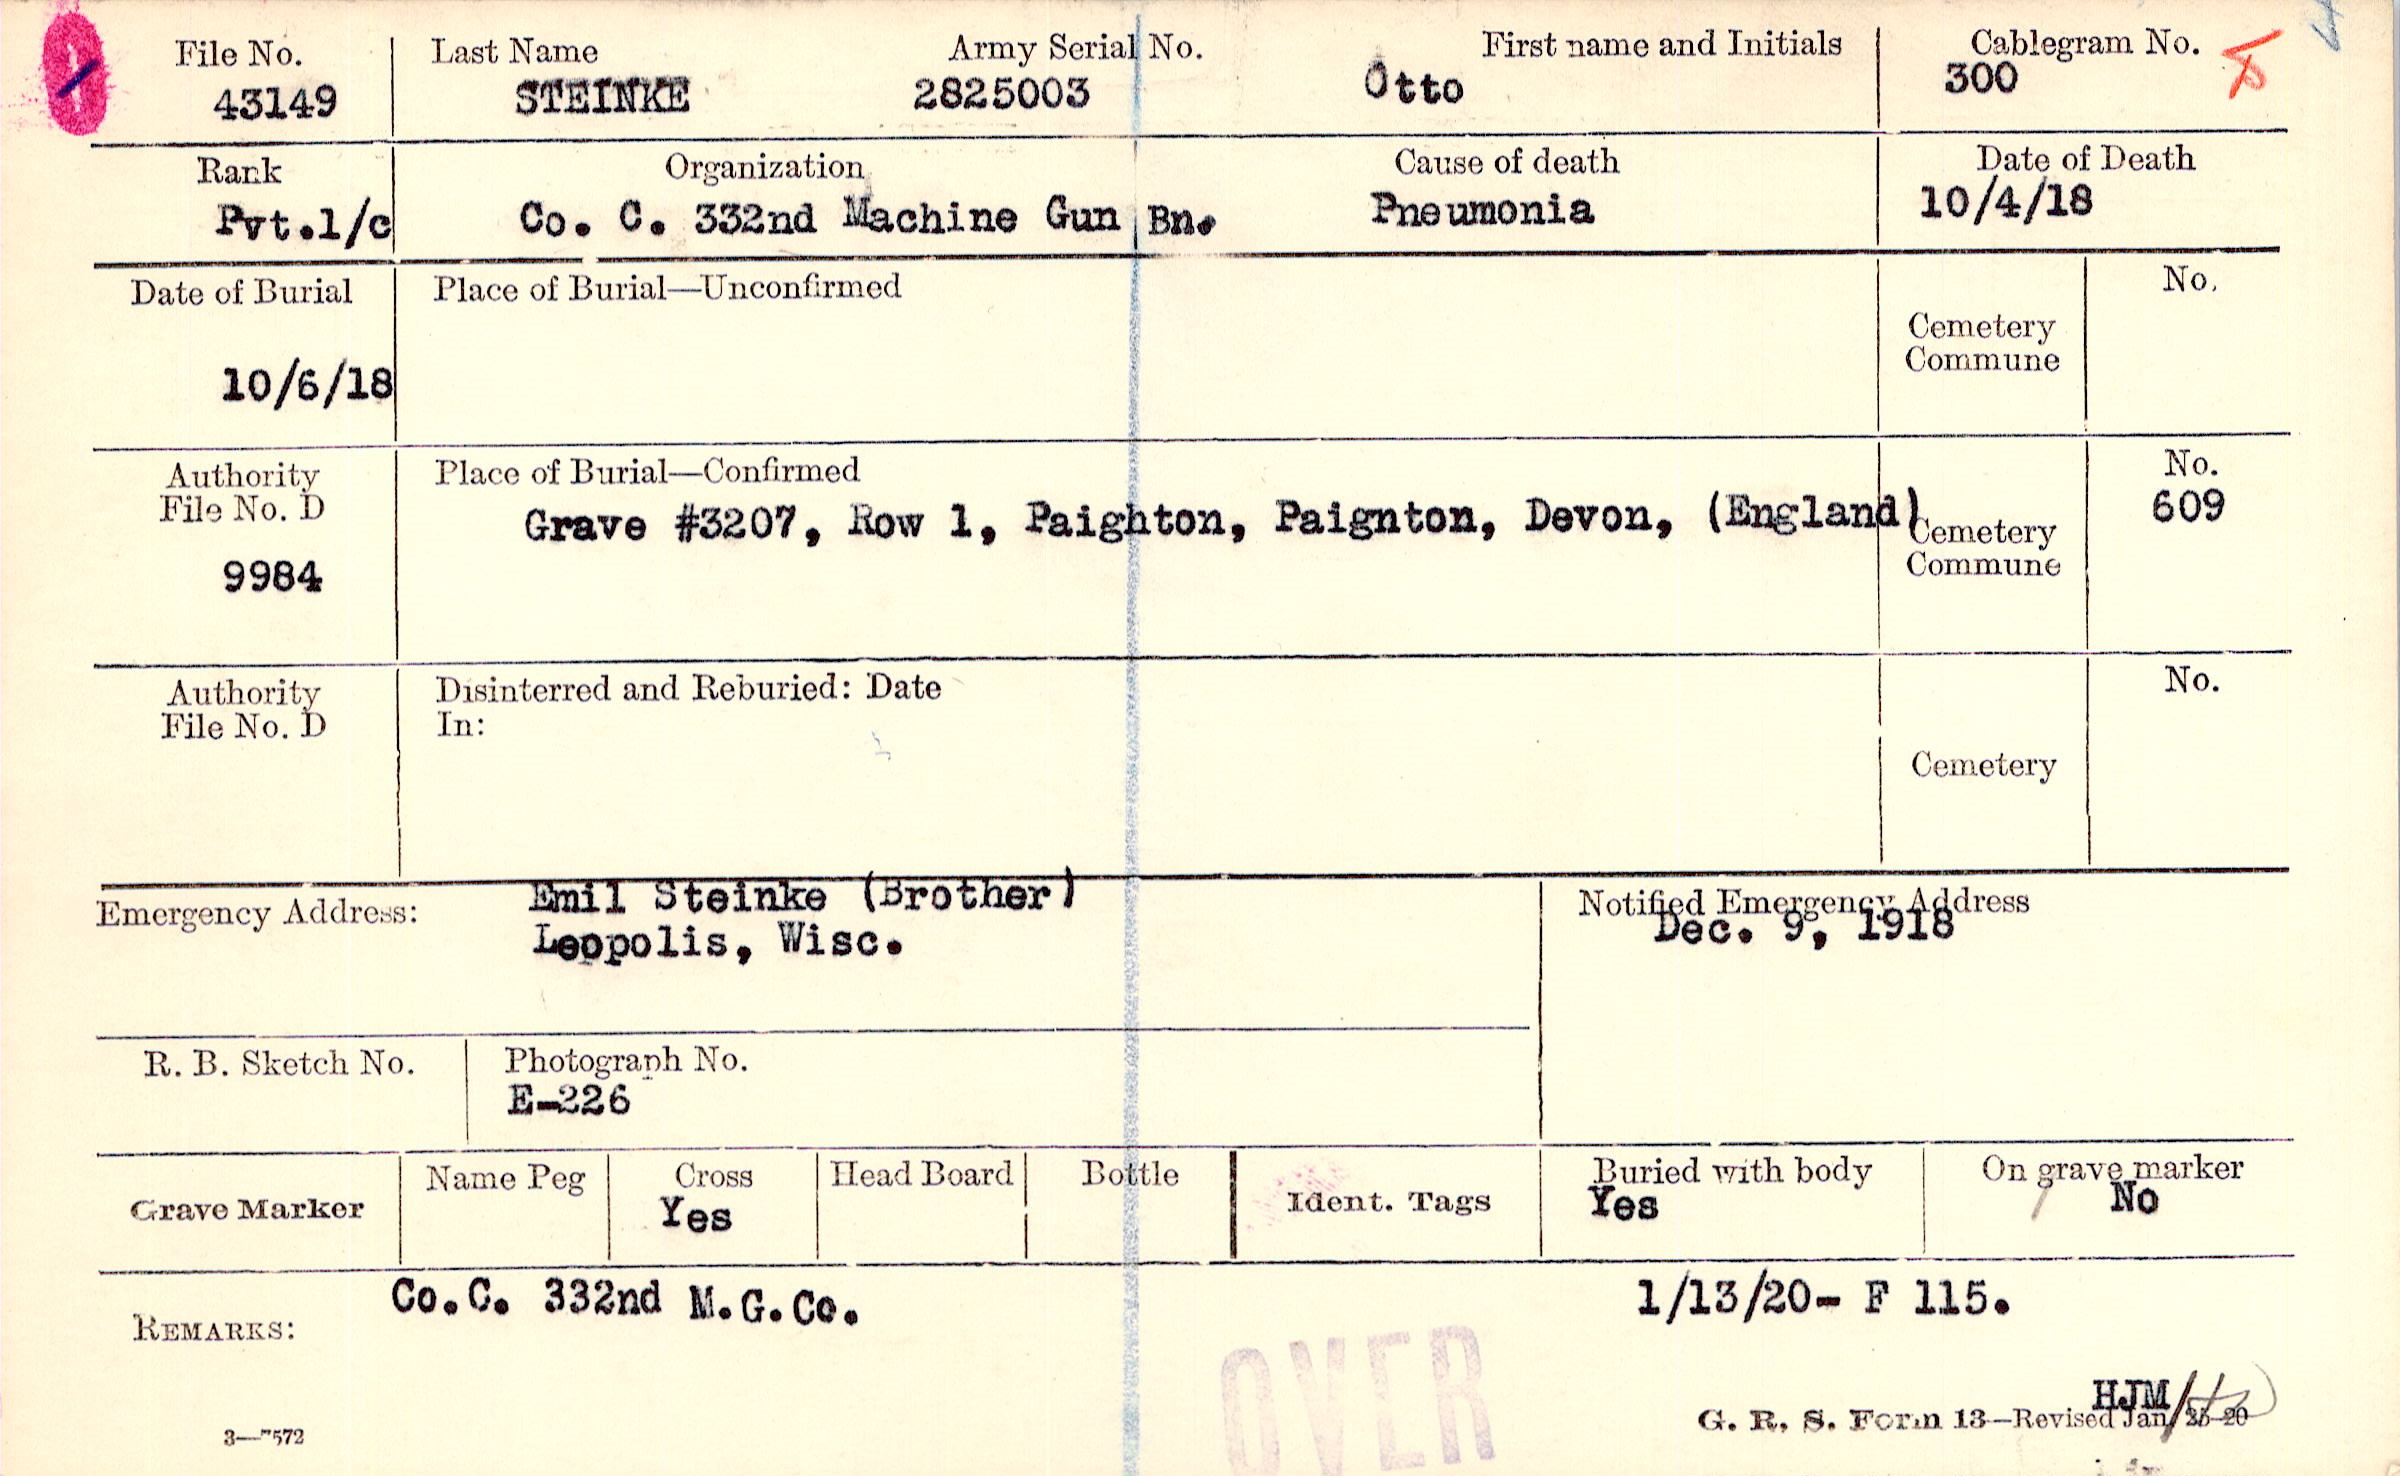 File No. Last Name Army Serial No. First name and Initials Cablegram No.
43149 STEINKE 2825003 Otto 300
Rank Organization Cause of death Date of Death
Pvt.1/c Co. C. 332nd Machine Gun Bn. Pneumonia 10/4/18
Date of Burial Place of Burial—Unconfirmed No.
Cemetery
Commune
10/6/18
Authority Place of Burial—Confirmed No.
File No. D Grave #3207, Row 1, Paighton, Paignton, Devon, (England) 609
Cemetery
Commune
9984
Authority Disinterred and Reburied: Date No.
File No. D In:
Cemetery
Emergency Address: Emil Steinke (Brother) Notified Emergency Address
Leopolis, Wisc. Dec. 9, 1918
R. B. Sketch No. Photograph No.
E-226
Grave Marker Name Peg Cross Head Board Bottle Ident. Tags Buried with body On grave marker
Yes Yes No
Co.C. 332nd M.G.Co. 1/13/20- F 115.
REMARKS:
OVER
HJM/
3—7572 G. R. S. Form 13—Revised Jan. 25-20